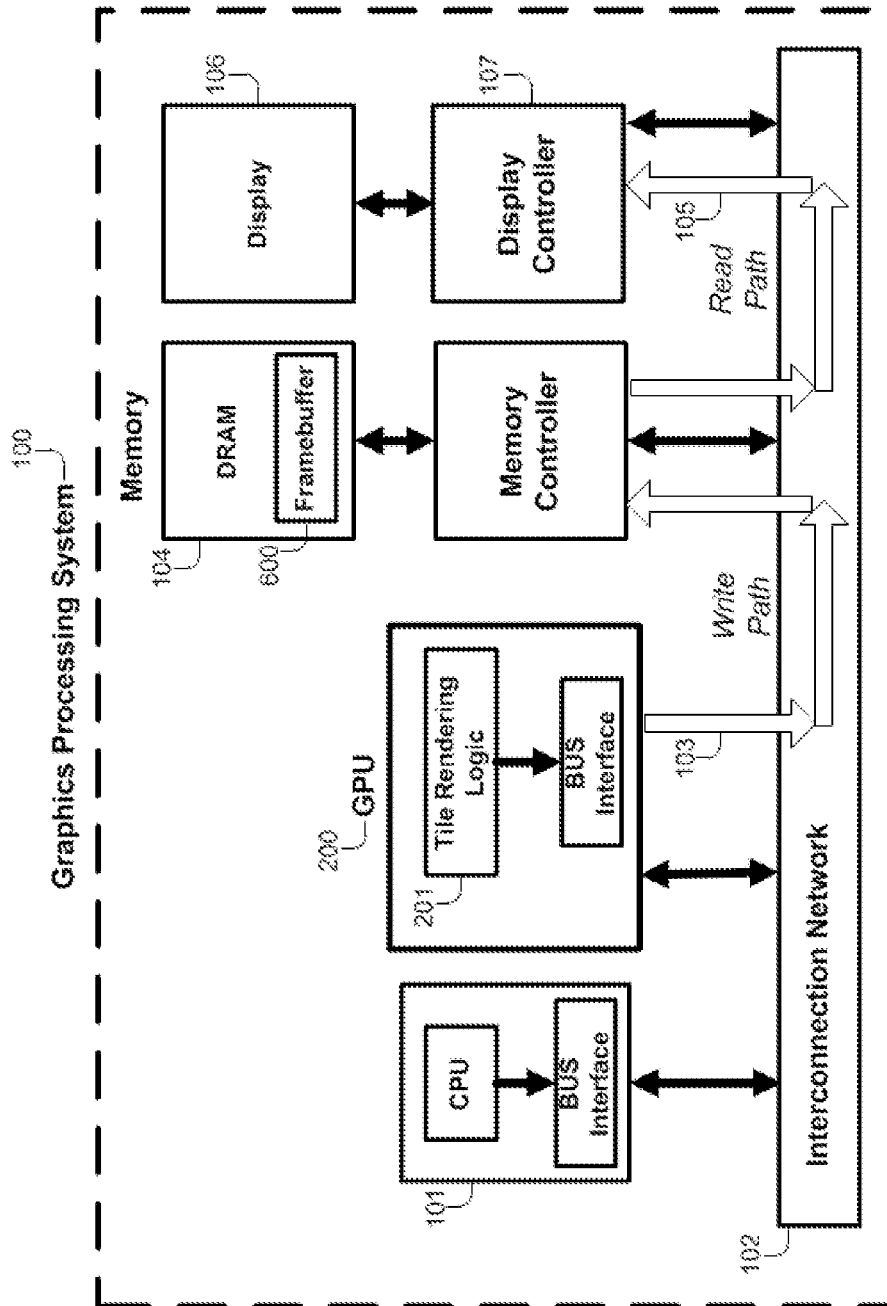 Graphics Processing System
100
Memory
104
DRAM
Framebuffer
600
Display
106
200
GPU
CPU
BUS
Interface
101
Tile Rendering
Logic
201
BUS
Interface
Memory
Controller
Display
Controller
107
103
Write
Path
Read
Path
105
Interconnection Network
102